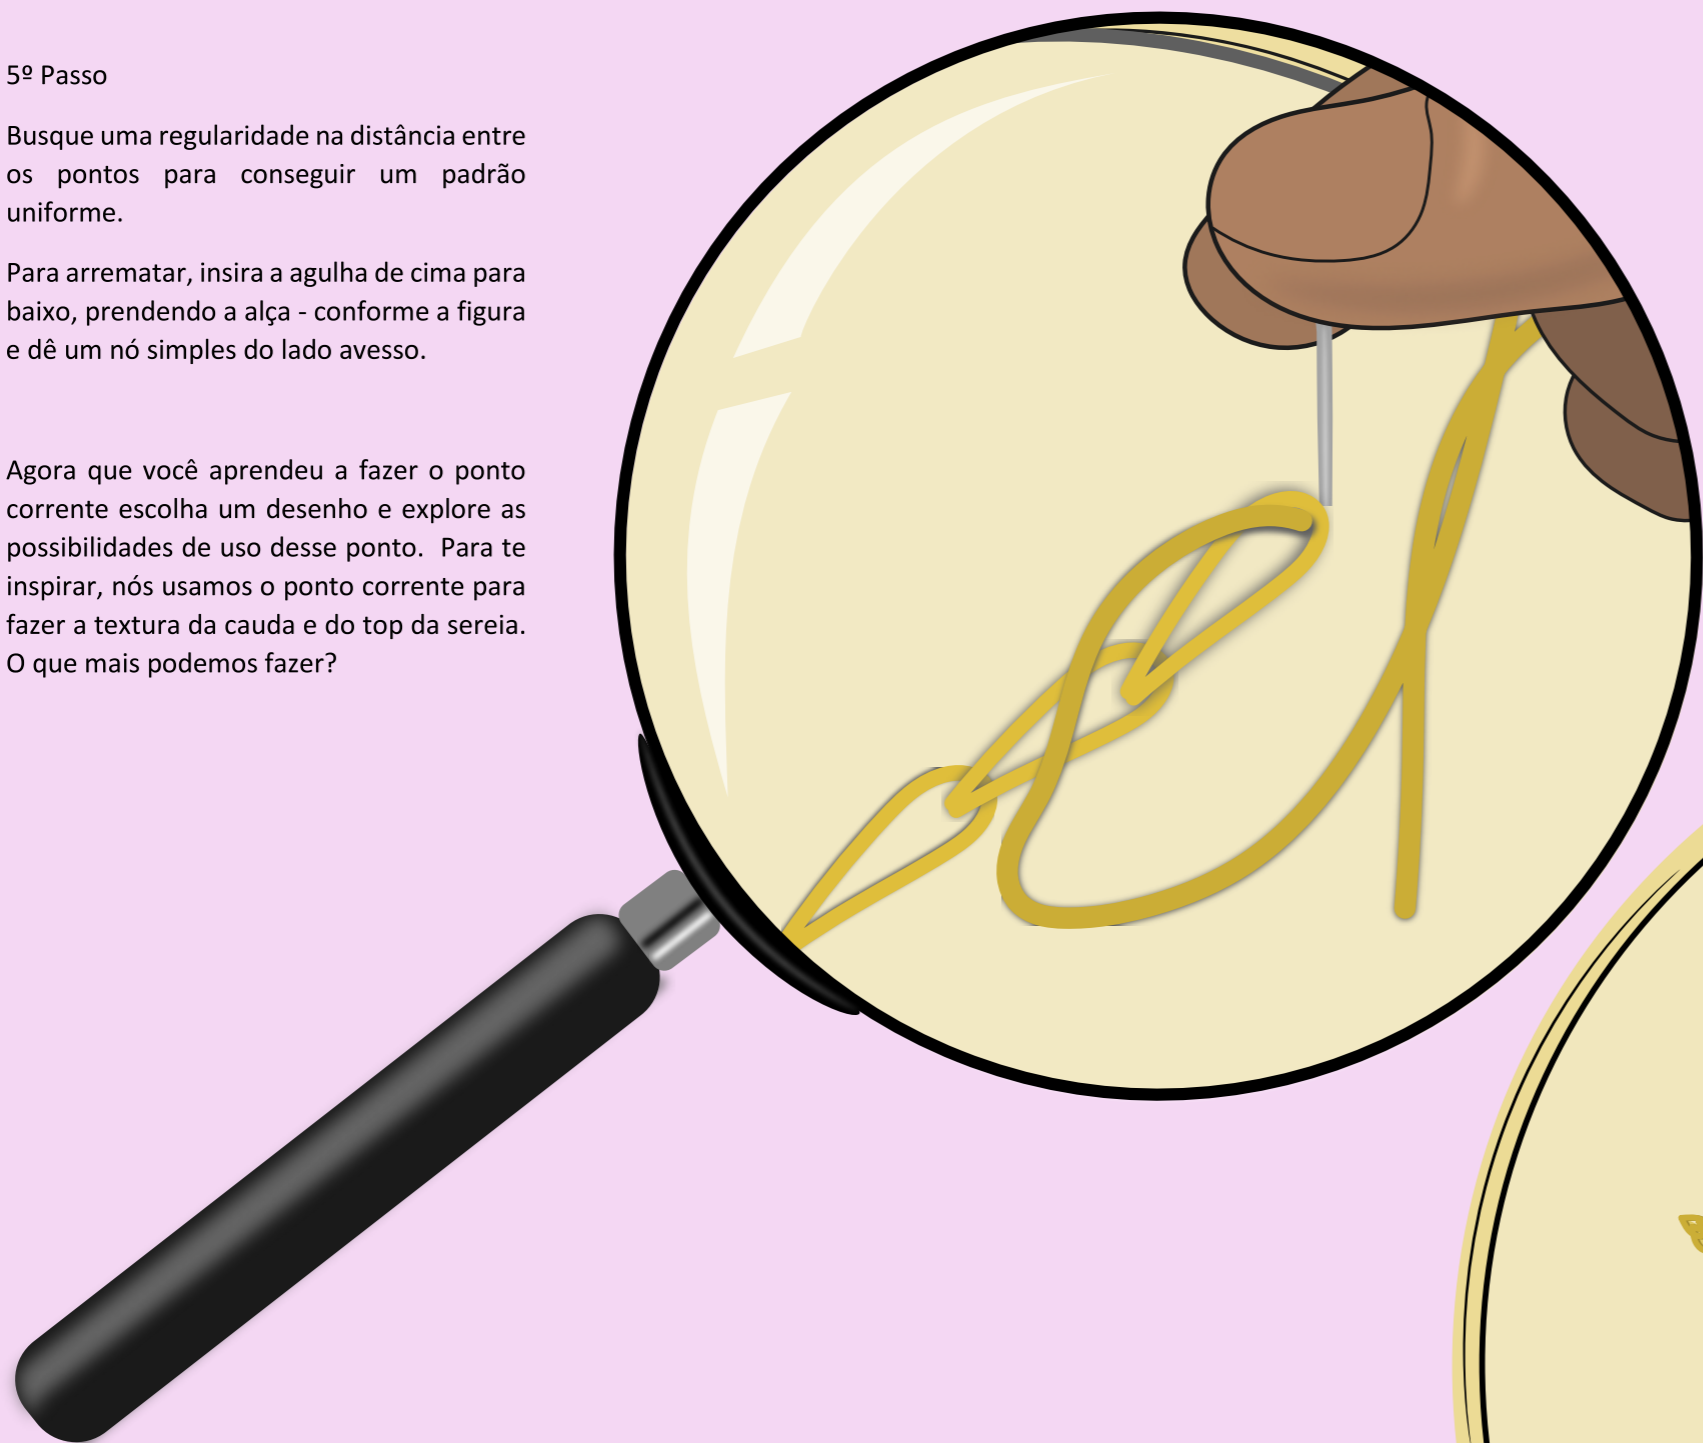 5º Passo
Busque uma regularidade na distância entre
os pontos para conseguir um padrão
uniforme.
Para arrematar, insira a agulha de cima para
baixo, prendendo a alça - conforme a figura
e dê um nó simples do lado avesso.
Agora que você aprendeu a fazer o ponto
corrente escolha um desenho e explore as
possibilidades de uso desse ponto. Para te
inspirar, nós usamos o ponto corrente para
fazer a textura da cauda e do top da sereia.
O que mais podemos fazer?